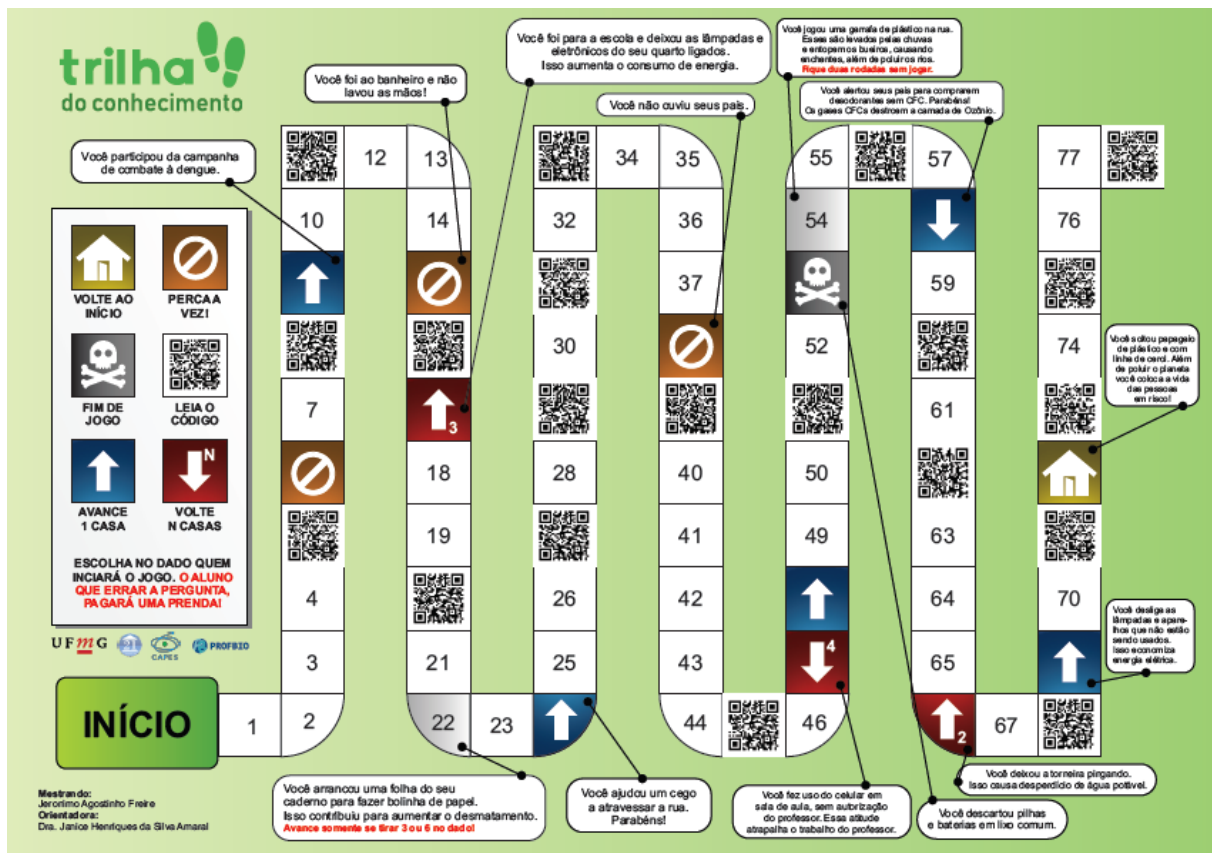 trilha
do conhecimento
Você participou da campanha
de combate à dengue.
Você foi ao banheiro e não
lavou as mãos!
Você foi para a escola e deixou as lâmpadas e
eletrônicos do seu quarto ligados.
Isso aumenta o consumo de energia.
Você não ouviu seus pais.
Você jogou uma garrafa de plástico na rua.
Esses são levados pelas chuvas
e entopem os bueiros, causando
enchentes, além de poluir os rios.
Fique duas rodadas sem jogar.
Você alertou seus pais para comprarem
desodorantes sem CFC. Parabéns!
Os gases CFCs destroem a camada de Ozônio.
VOLTE AO
INÍCIO
PERCA A
VEZ!
FIM DE
JOGO
LEIA O
CÓDIGO
N
AVANCE
1 CASA
VOLTE
N CASAS
ESCOLHA NO DADO QUEM
INCIARÁ O JOGO. O ALUNO
QUE ERRAR A PERGUNTA,
PAGARÁ UMA PRENDA!
UFmG
21
CAPES
PROFBIO
INÍCIO
1
2
3
4
7
10
12
13
14
3
18
19
21
22
23
25
26
28
30
32
34
35
36
37
40
41
42
43
44
46
4
49
50
52
54
55
57
59
61
63
64
65
2
67
70
74
76
77
Você soltou papagaio
de plástico e com
linha de cerol. Além
de poluir o planeta
você coloca a vida
das pessoas
em risco!
Você desliga as
lâmpadas e apare-
lhos que não estão
sendo usados.
Isso economiza
energia elétrica.
Você deixou a torneira pingando.
Isso causa desperdício de água potável.
Você descartou pilhas
e baterias em lixo comum.
Você fez uso do celular em
sala de aula, sem autorização
do professor. Essa atitude
atrapalha o trabalho do professor.
Você ajudou um cego
a atravessar a rua.
Parabéns!
Você arrancou uma folha do seu
caderno para fazer bolinha de papel.
Isso contribuiu para aumentar o desmatamento.
Avance somente se tirar 3 ou 6 no dado!
Mestrando:
Jeronimo Agostinho Freire
Orientadora:
Dra. Janice Henriques da Silva Amaral